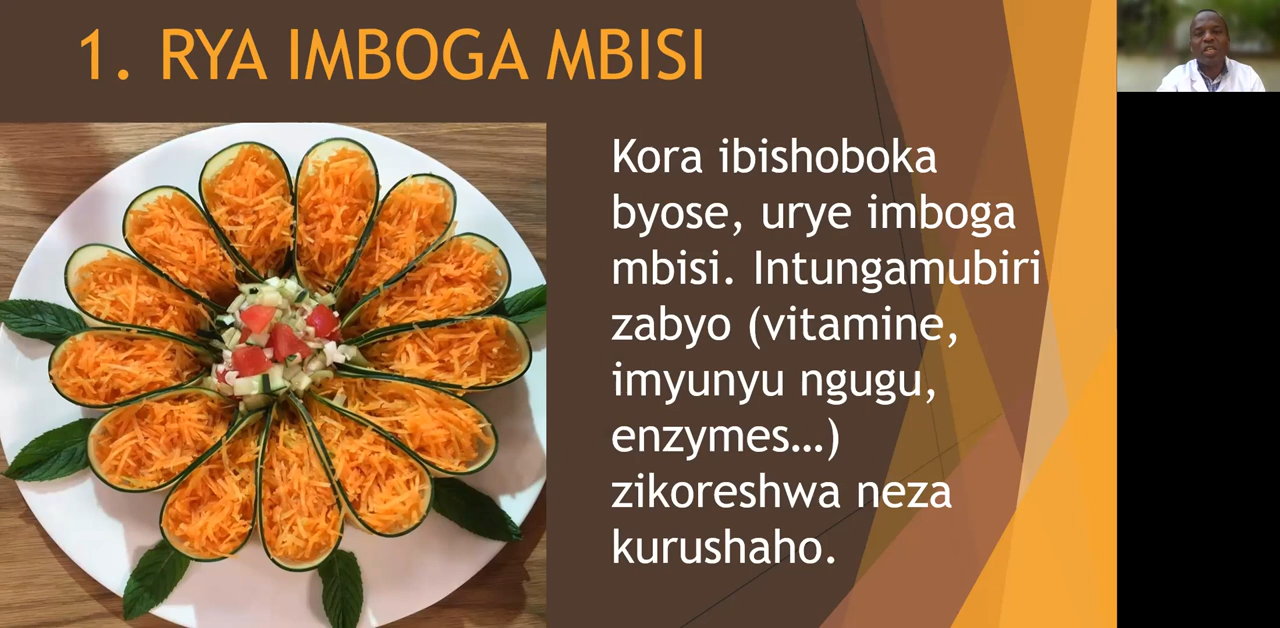 1. RYA IMBOGA MBISI
Kora ibishoboka
byose, urye imboga
mbisi. Intungamubiri
zabyo (vitamine,
imyunyu ngugu,
enzymes…)
zikoreshwa neza
kurushaho.